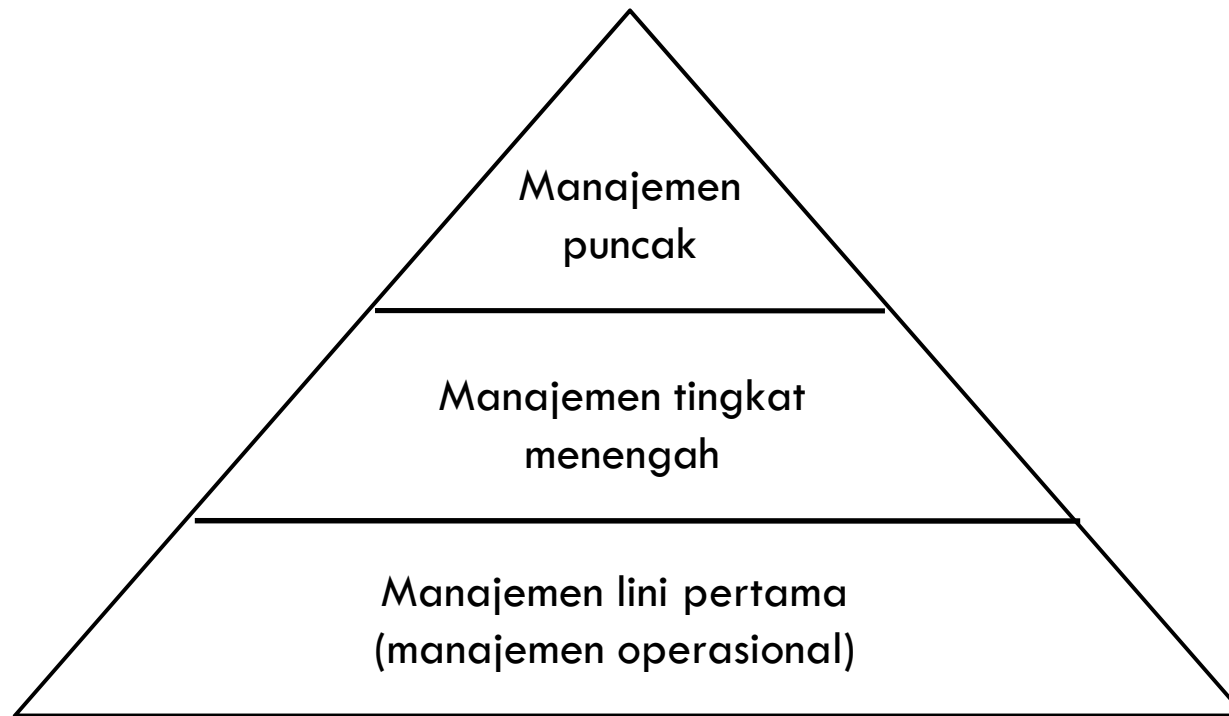 Manajemen
puncak
Manajemen tingkat
menengah
Manajemen lini pertama
(manajemen operasional)